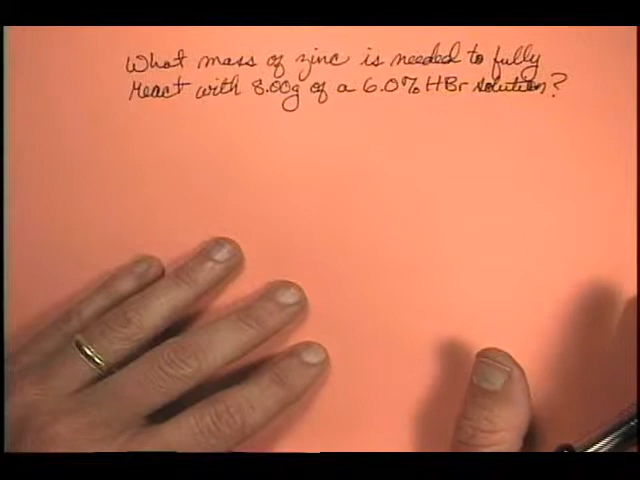 What mass of zinc is needed to fully
react with 8.00g of a 6.0% HBr solution?